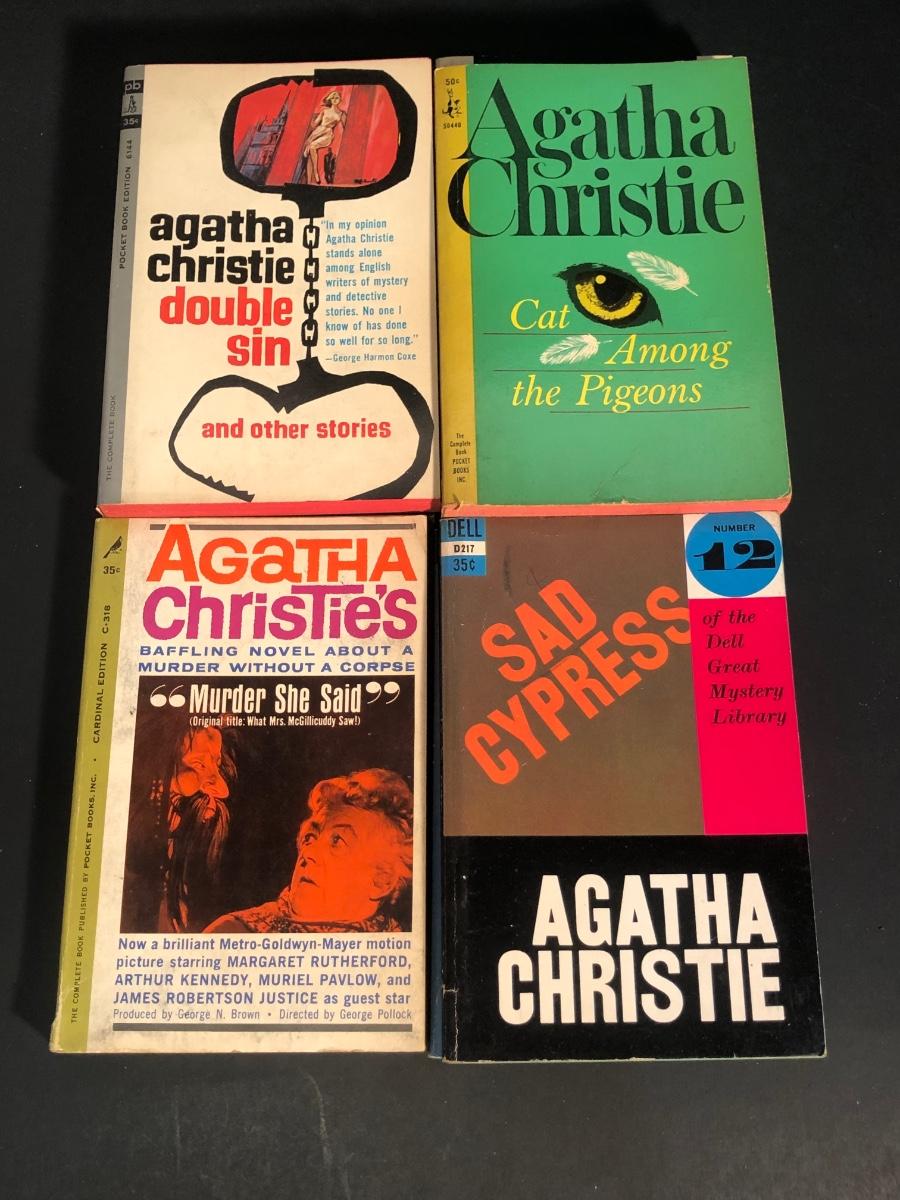 pb
35¢
POCKET BOOK EDITION 6144
THE COMPLETE BOOK
agatha
christie
double
sin
"In my opinion
Agatha Christie
stands alone
among English
writers of mystery
and detective
stories. No one I
know of has done
so well for so long."
—George Harmon Coxe
and other stories
50¢
50448
Agatha
Christie
Cat
Among
the Pigeons
The
Complete
Book
POCKET
BOOKS
INC.
35¢
CARDINAL EDITION C-318
THE COMPLETE BOOK PUBLISHED BY POCKET BOOKS, INC. •
AGaTHA
CHrisTie's
BAFFLING NOVEL ABOUT A
MURDER WITHOUT A CORPSE
“Murder She Said”
(Original title: What Mrs. McGillicuddy Saw!)
Now a brilliant Metro-Goldwyn-Mayer motion
picture starring MARGARET RUTHERFORD,
ARTHUR KENNEDY, MURIEL PAVLOW, and
JAMES ROBERTSON JUSTICE as guest star
Produced by George N. Brown • Directed by George Pollock
DELL
D217
35¢
NUMBER
12
of the
Dell
Great
Mystery
Library
SAD
CYPRESS
AGATHA
CHRISTIE